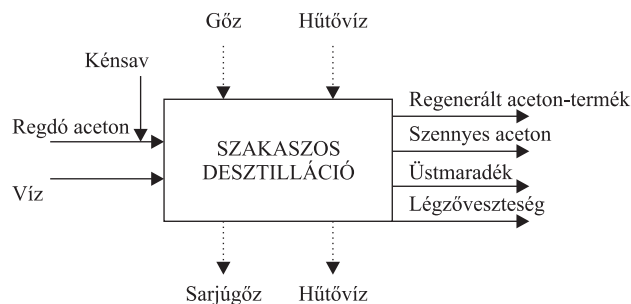 Gőz
Hűtővíz
Kénsav
Regdó aceton
Víz
SZAKASZOS
DESZTILLÁCIÓ
Regenerált aceton-termék
Szennyes aceton
Üstmaradék
Légzőveszteség
Sarjúgőz
Hűtővíz